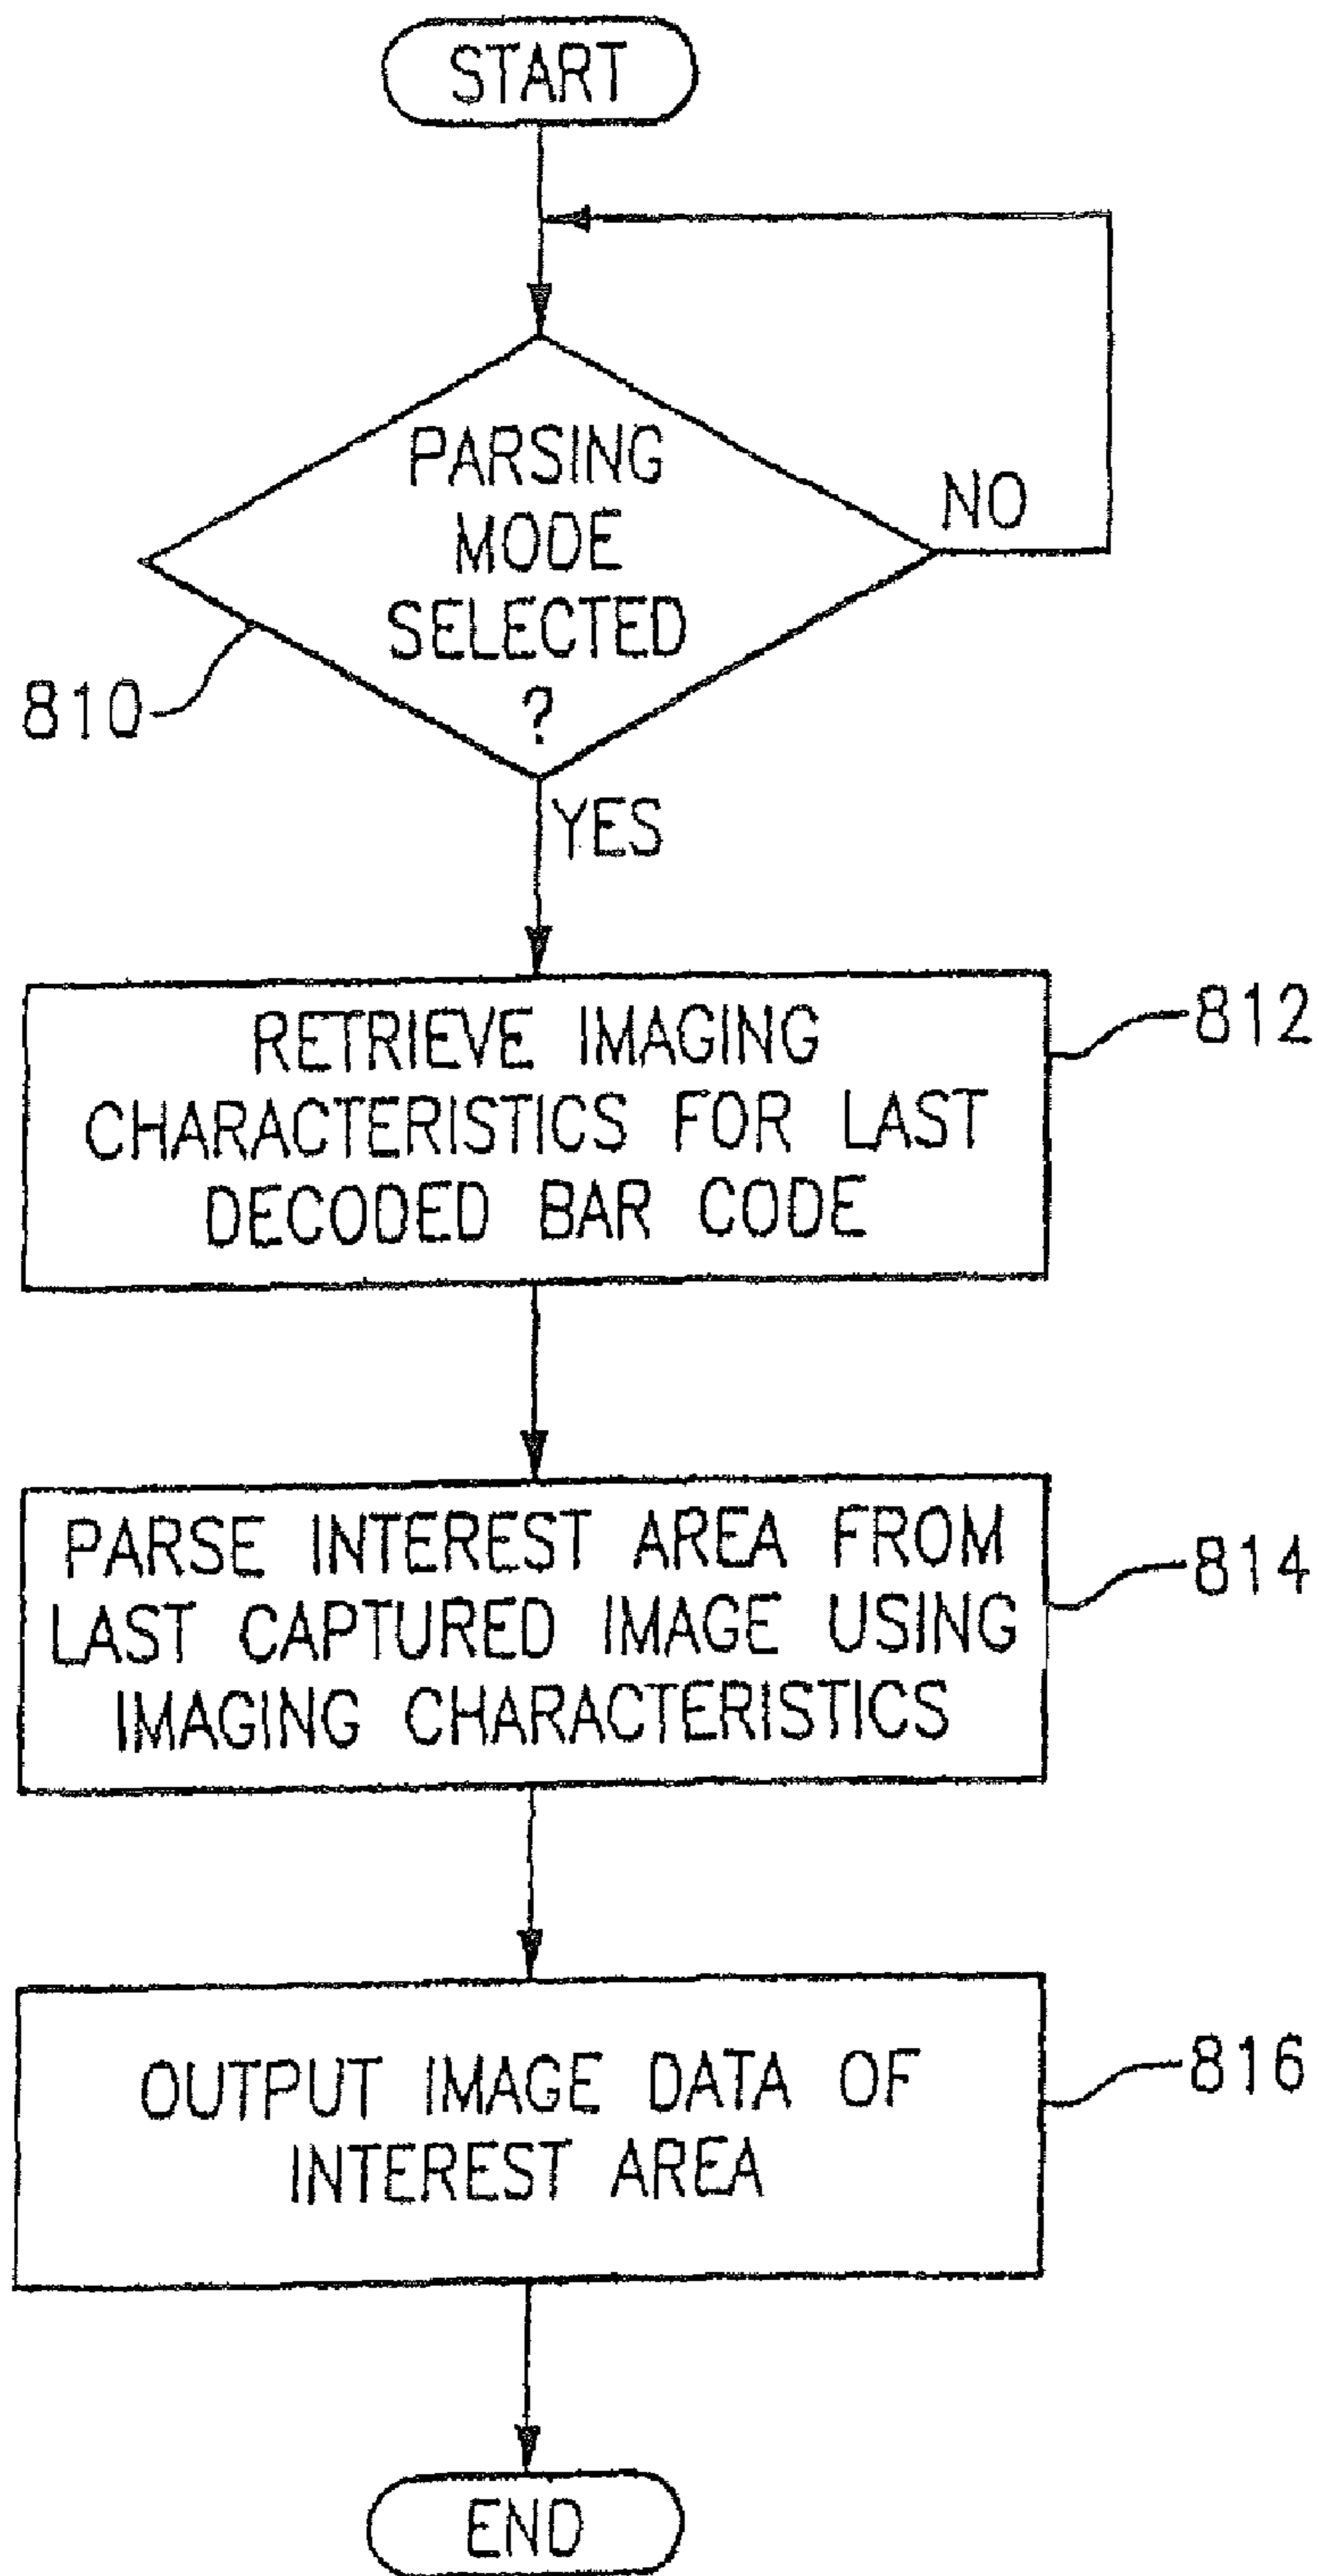 START
PARSING
MODE
SELECTED
?
NO
810
YES
RETRIEVE IMAGING
CHARACTERISTICS FOR LAST
DECODED BAR CODE
812
PARSE INTEREST AREA FROM
LAST CAPTURED IMAGE USING
IMAGING CHARACTERISTICS
814
OUTPUT IMAGE DATA OF
INTEREST AREA
816
END